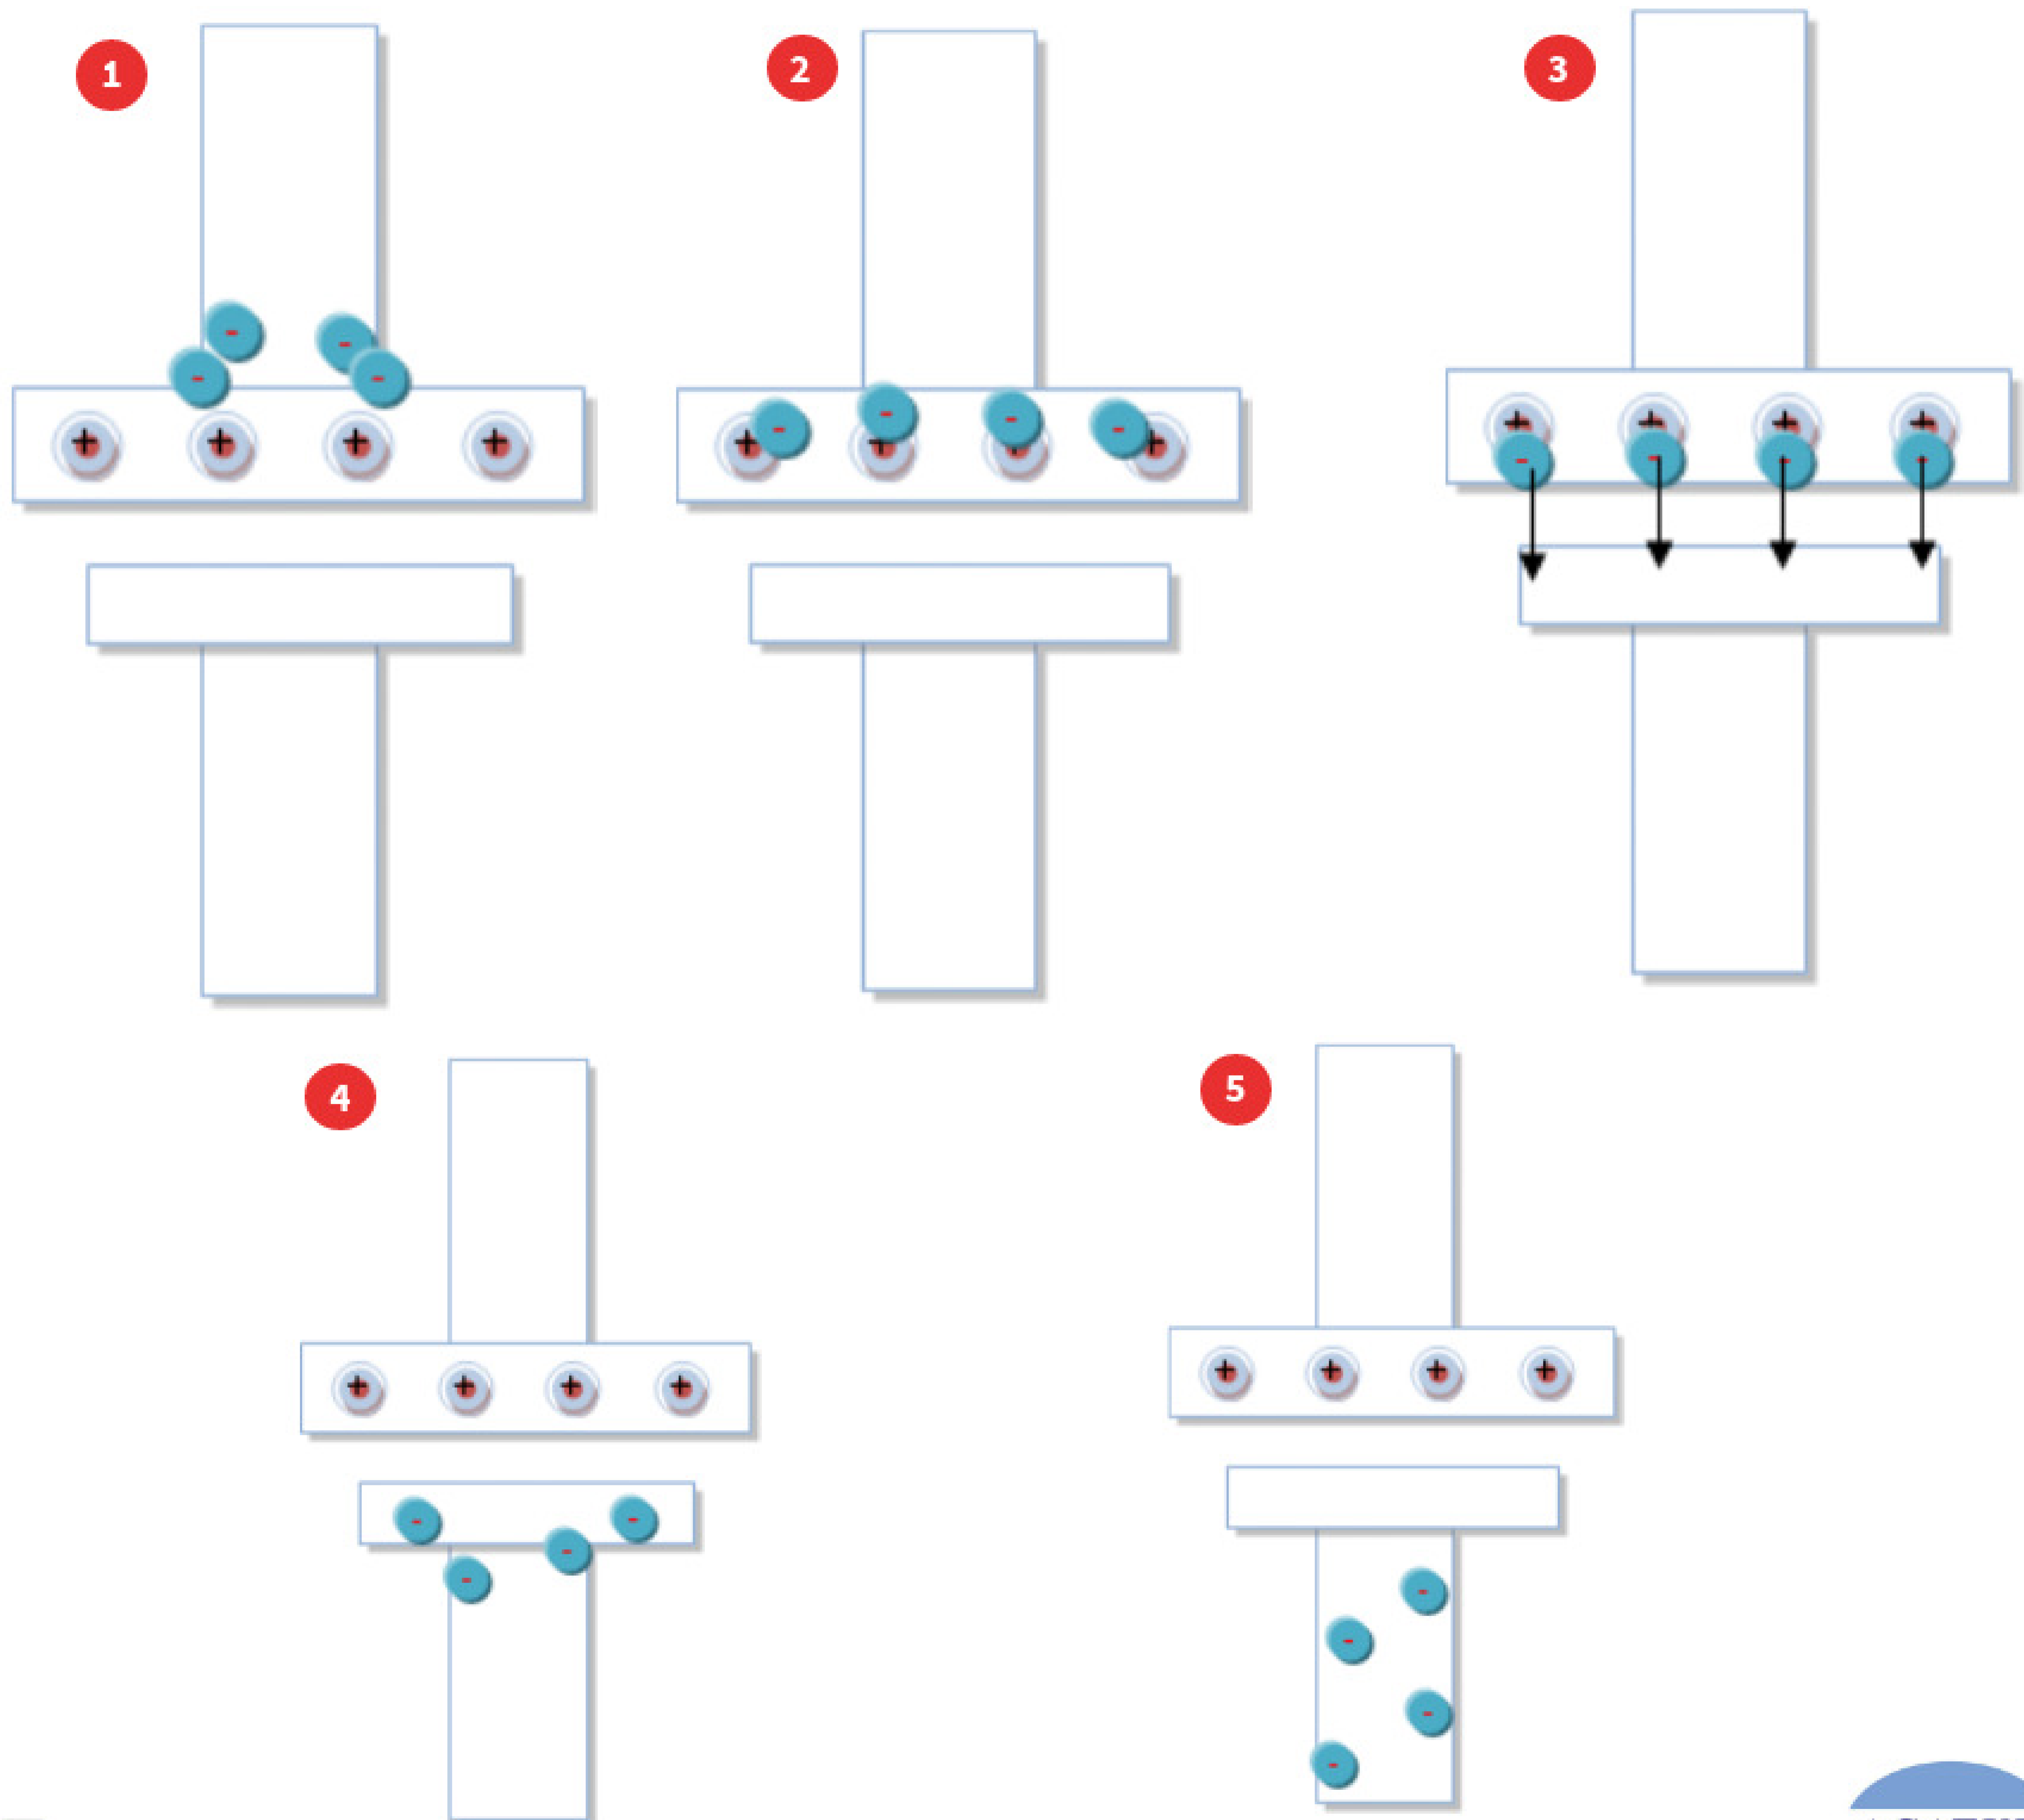 1
2
3
+ + + +
- - - -
+ + + +
- - - -
+ + + +
- - - -
4
5
+ + + +
- - - -
+ + + +
- - - -